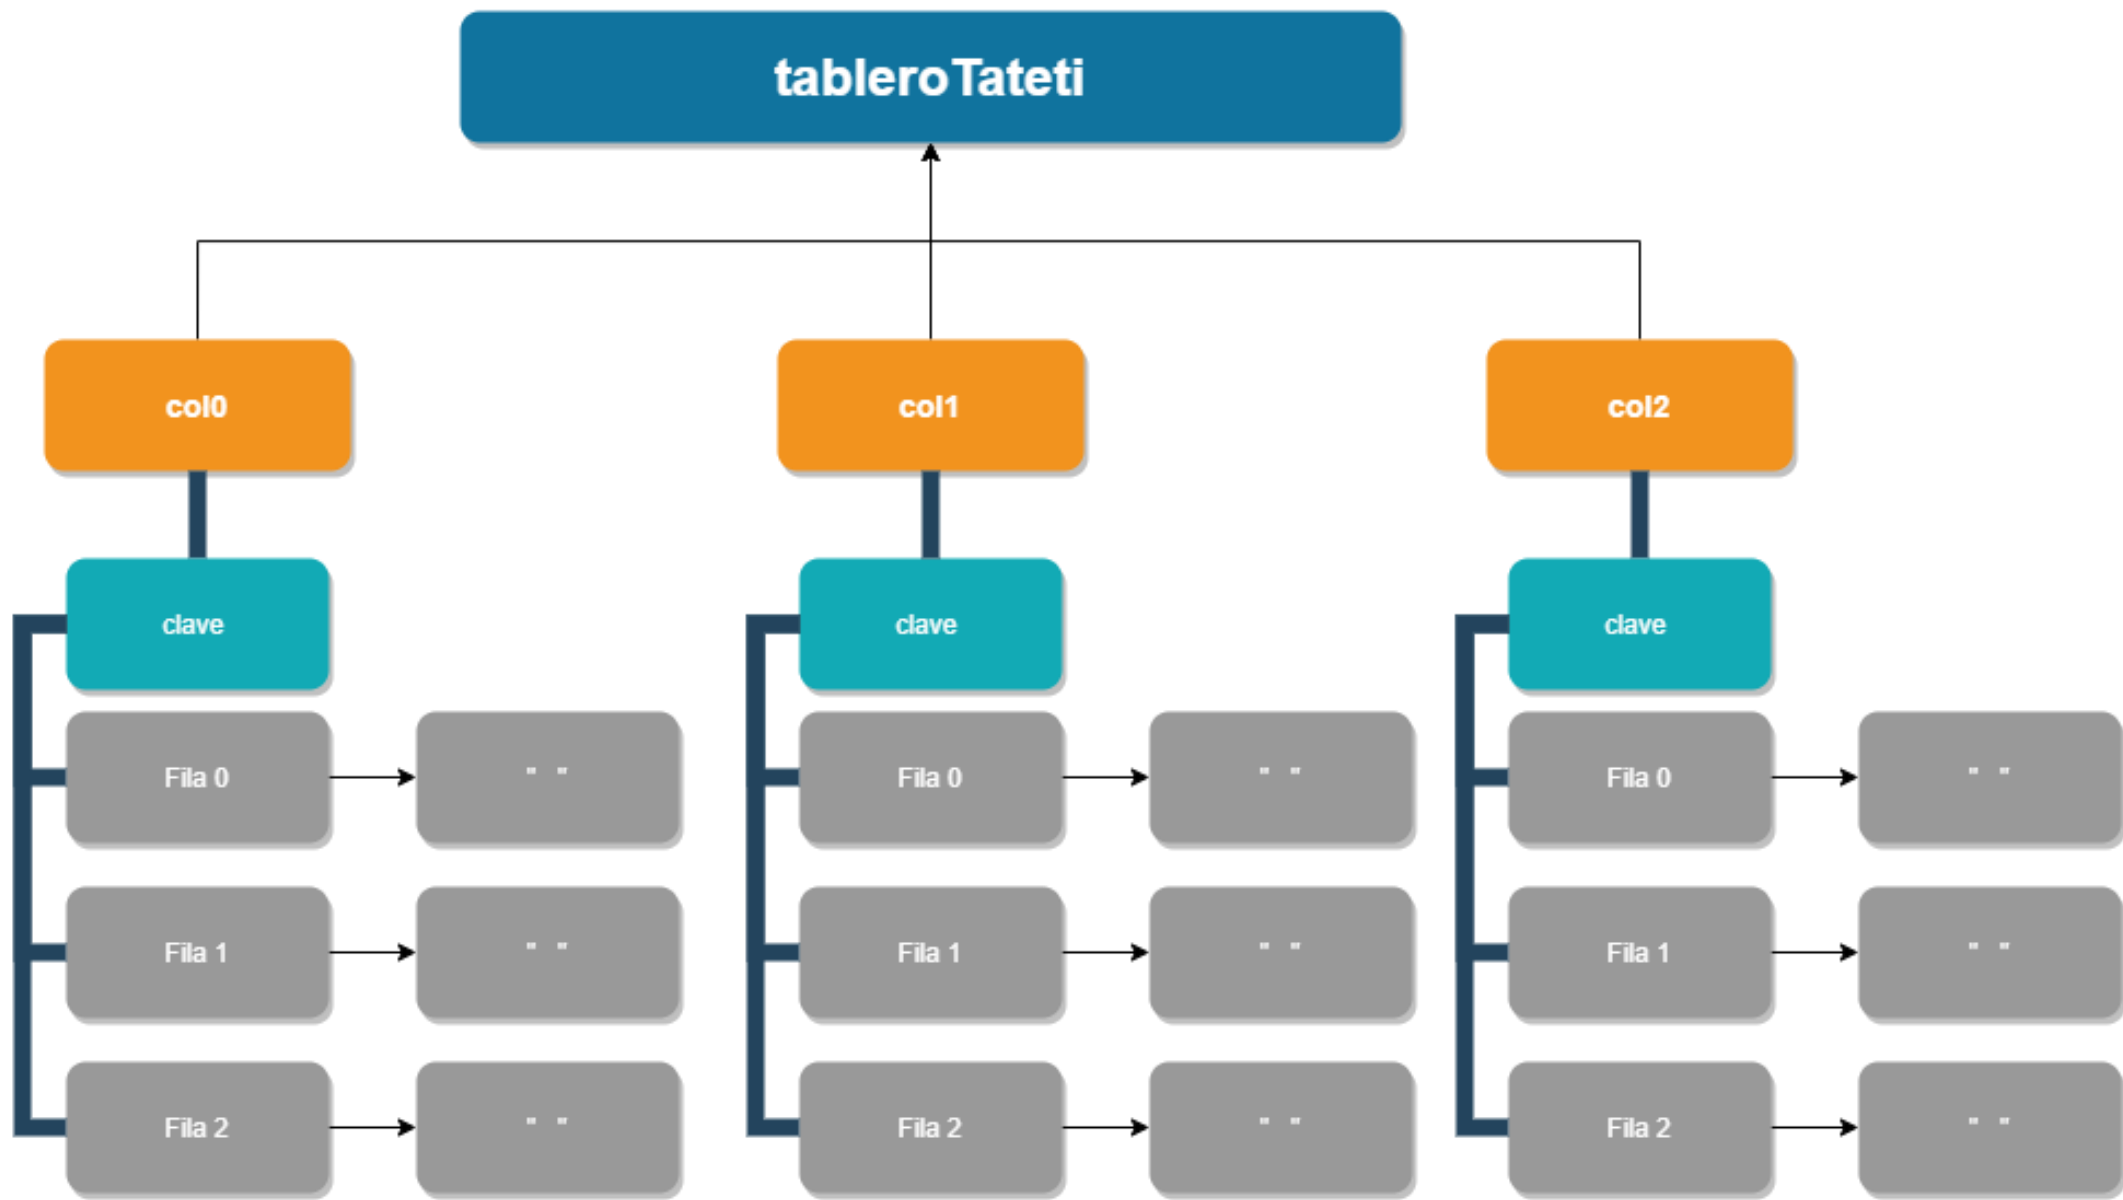 tableroTateti
col0
col1
col2
clave
clave
clave
Fila 0
" "
Fila 0
" "
Fila 0
" "
Fila 1
" "
Fila 1
" "
Fila 1
" "
Fila 2
" "
Fila 2
" "
Fila 2
" "